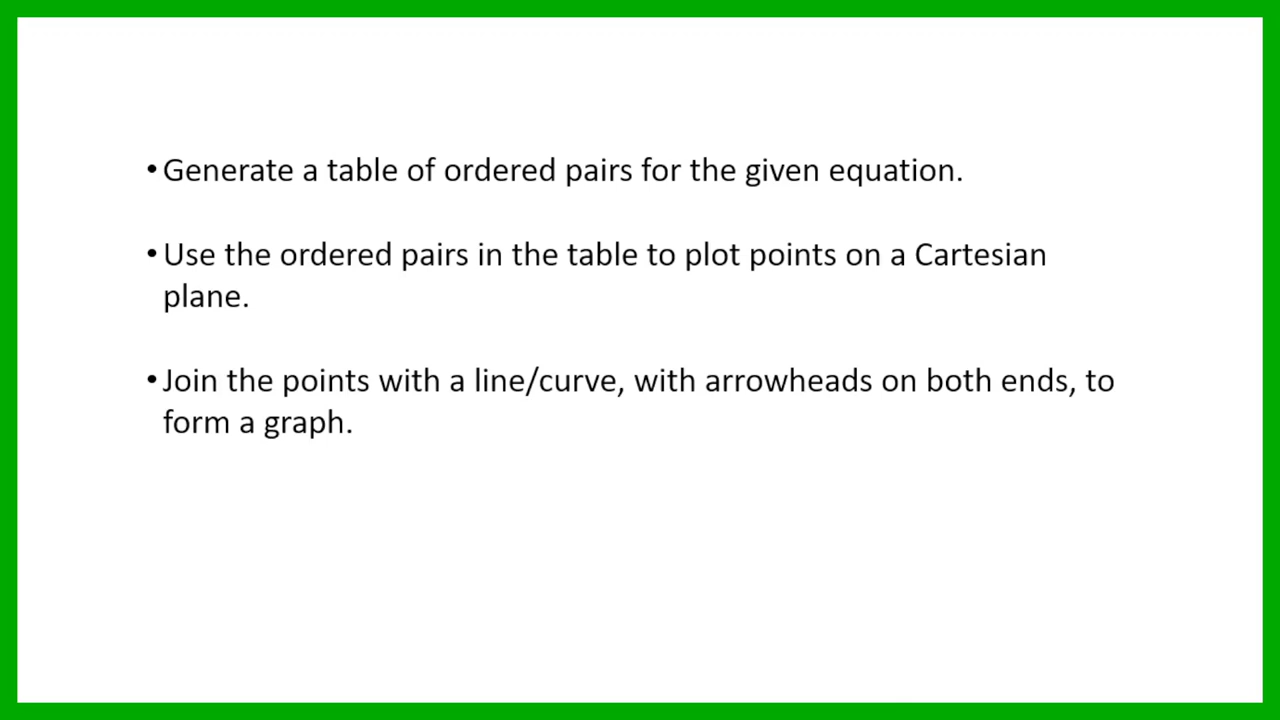 • Generate a table of ordered pairs for the given equation.
• Use the ordered pairs in the table to plot points on a Cartesian
plane.
• Join the points with a line/curve, with arrowheads on both ends, to
form a graph.